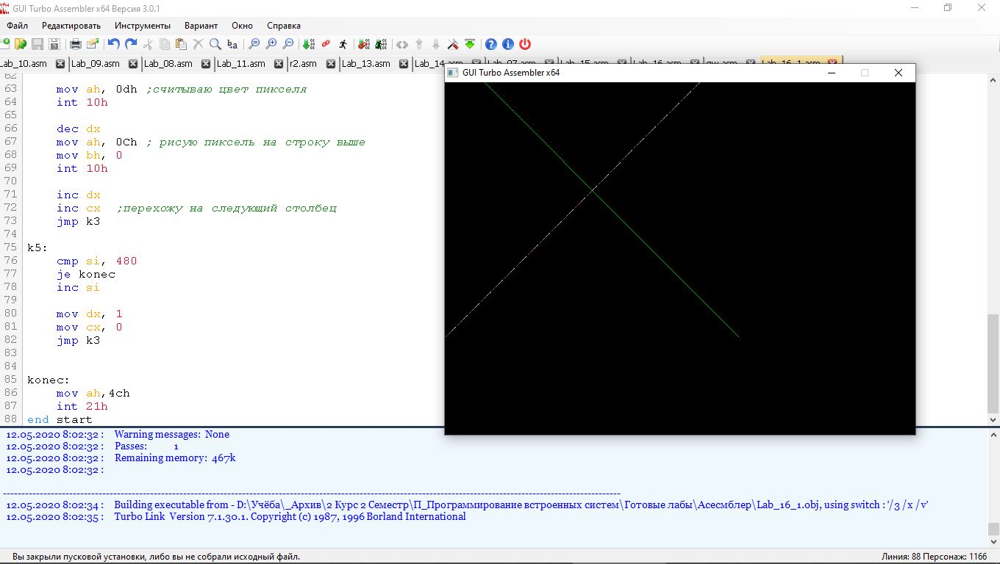 GUI Turbo Assembler x64 Версия 3.0.1
Файл Редактировать Инструменты Вариант Окно Справка
Lab_10.asm Lab_09.asm Lab_08.asm Lab_11.asm r2.asm Lab_13.asm Lab_14.asm Lab_07.asm Lab_15.asm Lab_16.asm Lab_16_1.asm
GUI Turbo Assembler x64
62
63 mov ah, 0dh ;считываю цвет пикселя
64 int 10h
65
66 dec dx
67 mov ah, 0Ch ; рисую пиксель на строку выше
68 mov bh, 0
69 int 10h
70
71 inc dx
72 inc cx ;перехожу на следующий столбец
73 jmp k3
74
75 k5:
76 cmp si, 480
77 je konec
78 inc si
79
80 mov dx, 1
81 mov cx, 0
82 jmp k3
83
84
85 konec:
86 mov ah,4ch
87 int 21h
88 end start
12.05.2020 8:02:32 : Warning messages: None
12.05.2020 8:02:32 : Passes: 1
12.05.2020 8:02:32 : Remaining memory: 467k
12.05.2020 8:02:32 :
12.05.2020 8:02:34 : Building executable from - D:\Учёба\_Архив\2 Курс 2 Семестр\П_Программирование встроенных систем\Готовые лабы\Асесмблер\Lab_16_1.obj, using switch : '/3 /x /v'
12.05.2020 8:02:35 : Turbo Link Version 7.1.30.1. Copyright (c) 1987, 1996 Borland International
Вы закрыли пусковой установки, либо вы не собрали исходный файл.
Линия: 88 Персонаж: 1166